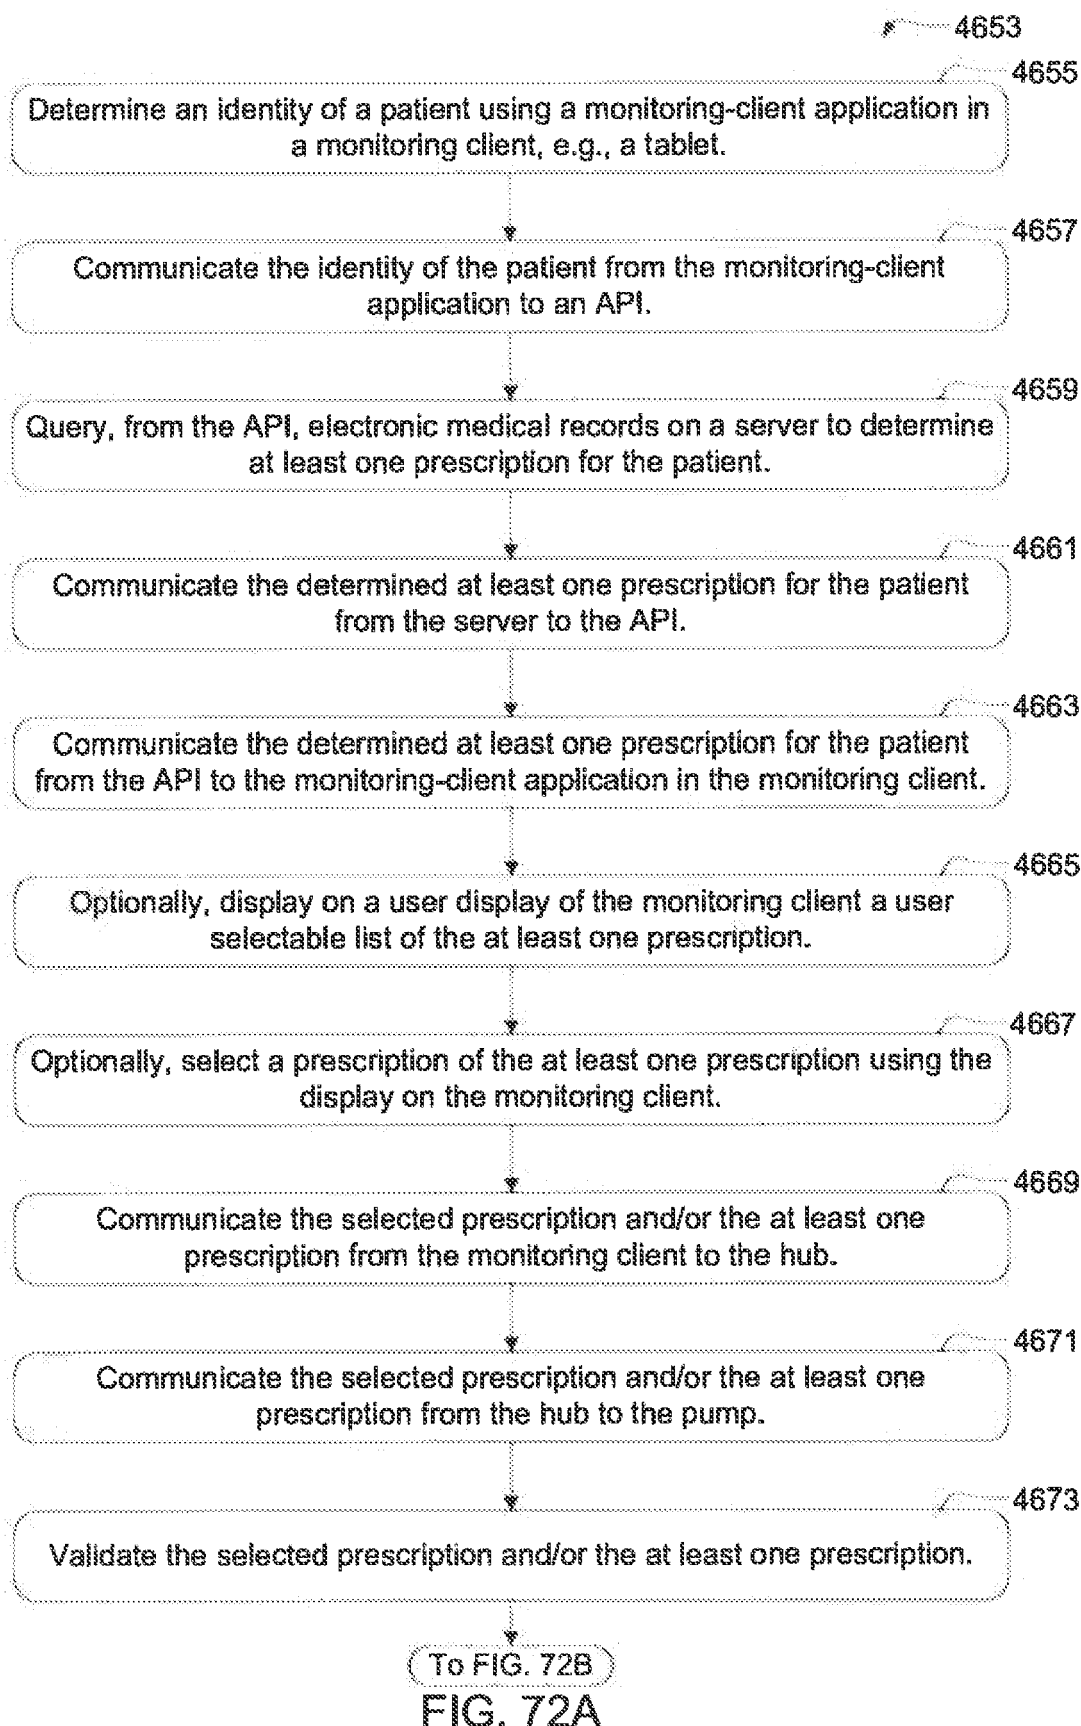 4653
4655
Determine an identity of a patient using a monitoring-client application in
a monitoring client, e.g., a tablet.
4657
Communicate the identity of the patient from the monitoring-client
application to an API.
4659
Query, from the API, electronic medical records on a server to determine
at least one prescription for the patient.
4661
Communicate the determined at least one prescription for the patient
from the server to the API.
4663
Communicate the determined at least one prescription for the patient
from the API to the monitoring-client application in the monitoring client.
4665
Optionally, display on a user display of the monitoring client a user
selectable list of the at least one prescription.
4667
Optionally, select a prescription of the at least one prescription using the
display on the monitoring client.
4669
Communicate the selected prescription and/or the at least one
prescription from the monitoring client to the hub.
4671
Communicate the selected prescription and/or the at least one
prescription from the hub to the pump.
4673
Validate the selected prescription and/or the at least one prescription.
To FIG. 72B
FIG. 72A